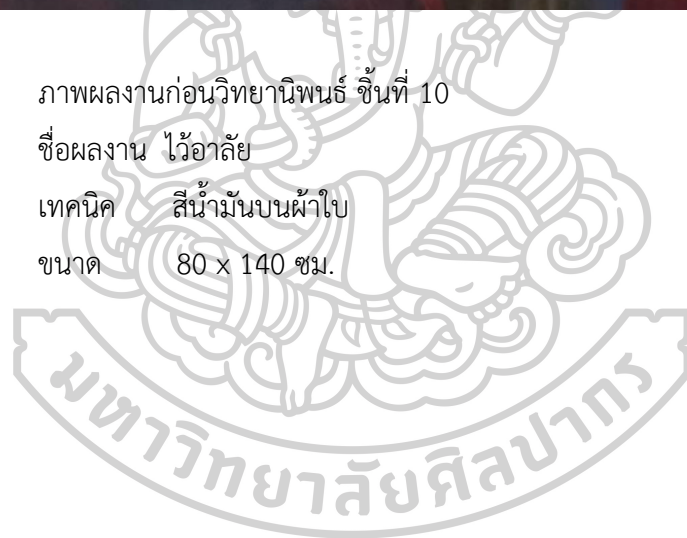 ภาพผลงานก่อนวิทยานิพนธ์ ชิ้นที่ 10
ชื่อผลงาน ไว้อาลัย
เทคนิค สีน้ำมันบนผ้าใบ
ขนาด 80 x 140 ซม.
มหาวิทยาลัยศิลปากร